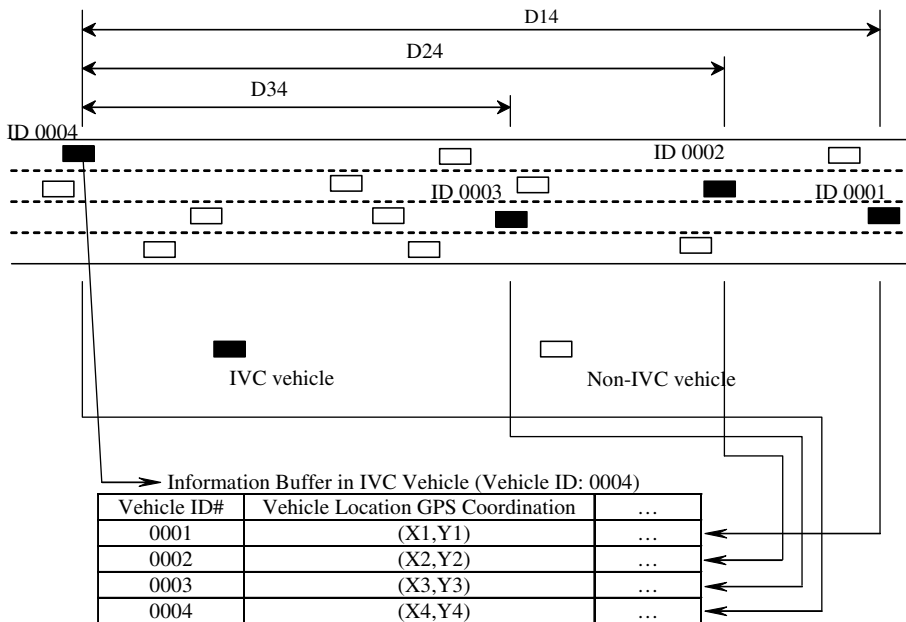 D14
D24
D34
ID 0004
ID 0002
ID 0003
ID 0001
IVC vehicle
Non-IVC vehicle
Information Buffer in IVC Vehicle (Vehicle ID: 0004)
Vehicle ID# Vehicle Location GPS Coordination …
0001 (X1,Y1) …
0002 (X2,Y2) …
0003 (X3,Y3) …
0004 (X4,Y4) …